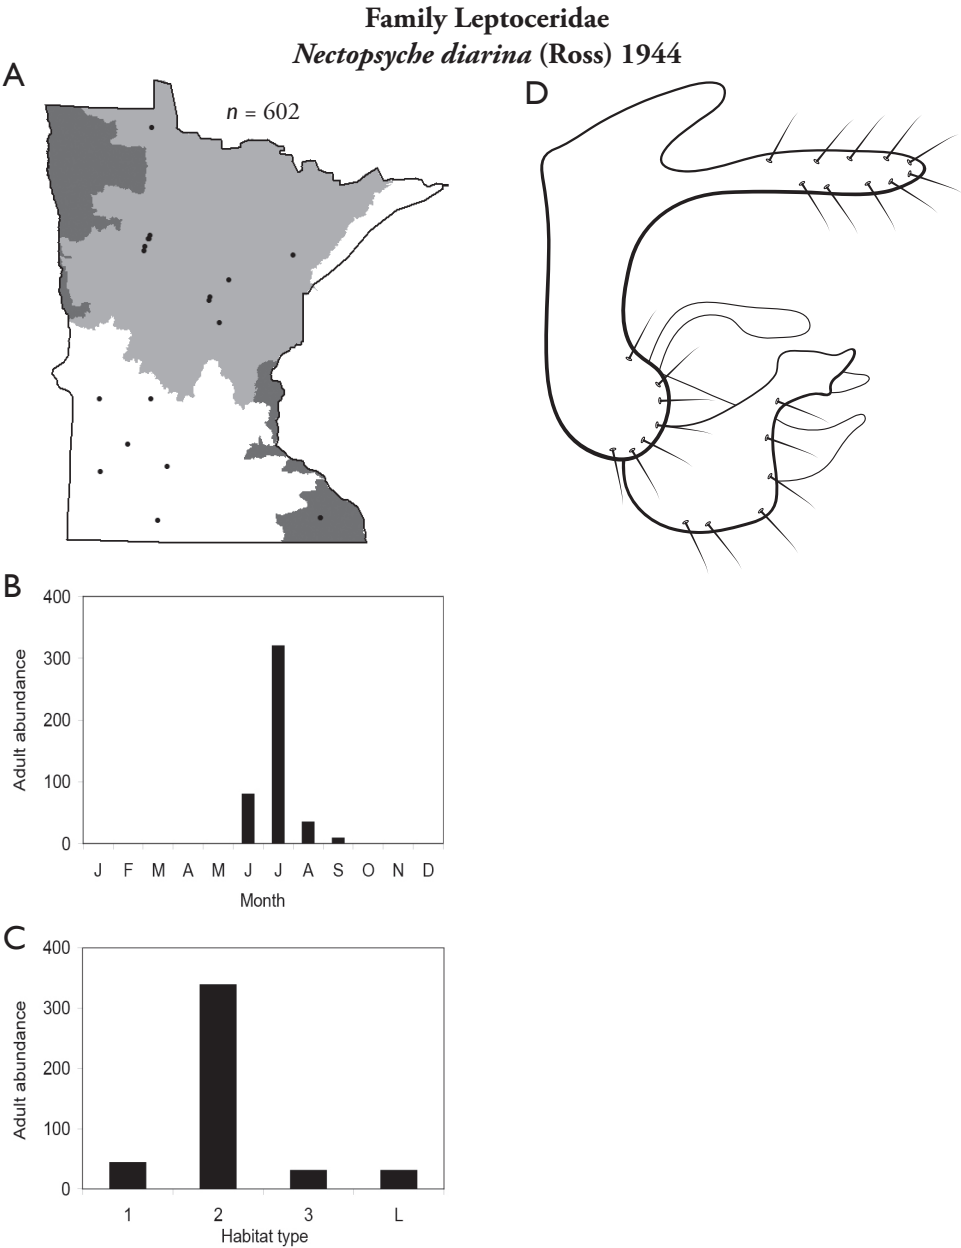 Family Leptoceridae
Nectopsyche diarina (Ross) 1944
A
n = 602
D
B
400
300
200
100
0
Adult abundance
J F M A M J J A S O N D
Month
C
400
300
200
100
0
Adult abundance
1 2 3 L
Habitat type